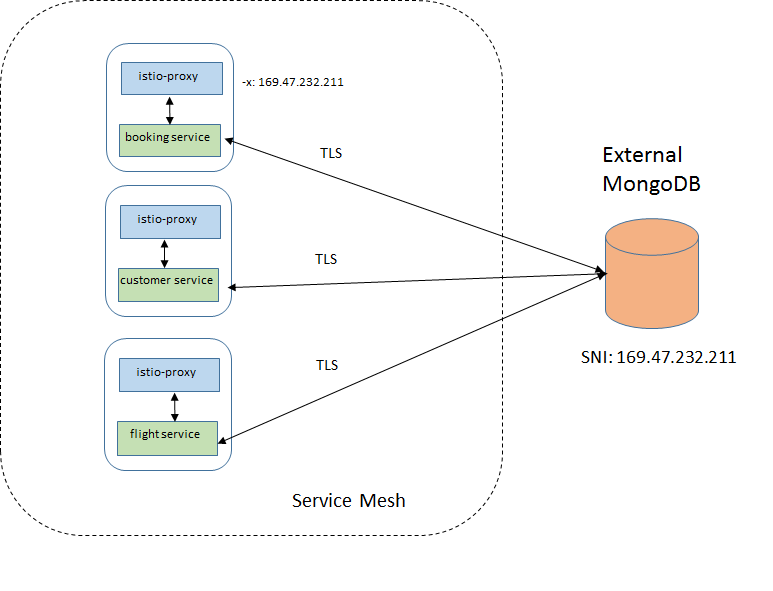 istio-proxy
-x: 169.47.232.211
booking service
TLS
External
MongoDB
istio-proxy
TLS
customer service
SNI: 169.47.232.211
istio-proxy
TLS
flight service
Service Mesh